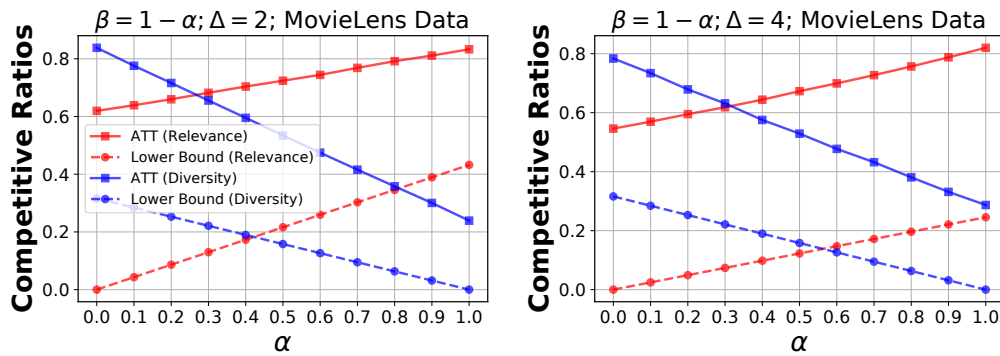 β = 1 − α; Δ = 2; MovieLens Data
Competitive Ratios
0.8
0.6
0.4
0.2
0.0
ATT (Relevance)
Lower Bound (Relevance)
ATT (Diversity)
Lower Bound (Diversity)
0.0 0.1 0.2 0.3 0.4 0.5 0.6 0.7 0.8 0.9 1.0
α
β = 1 − α; Δ = 4; MovieLens Data
Competitive Ratios
0.8
0.6
0.4
0.2
0.0
0.0 0.1 0.2 0.3 0.4 0.5 0.6 0.7 0.8 0.9 1.0
α